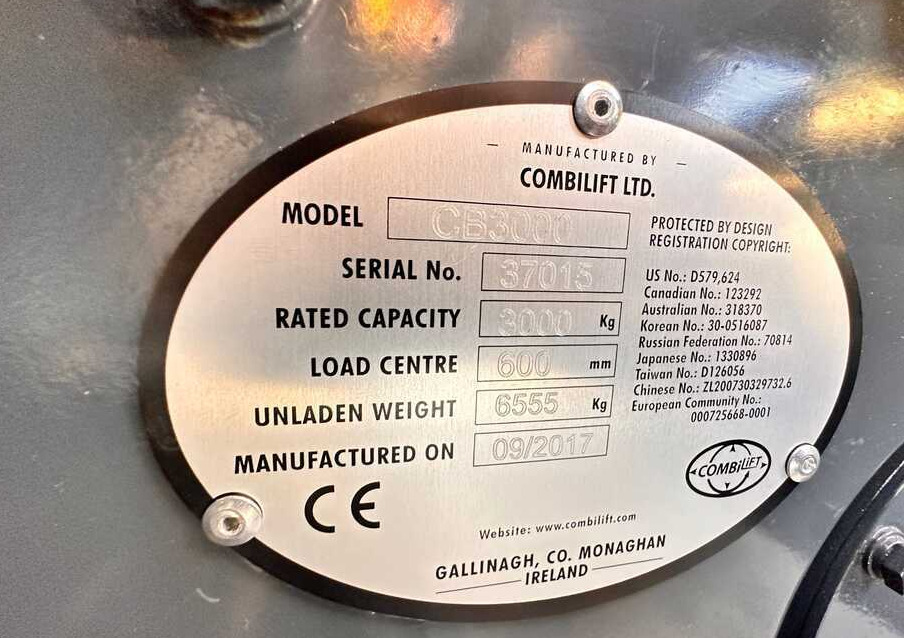 – MANUFACTURED BY –
COMBILIFT LTD.
MODEL CB3000
SERIAL No. 37015
RATED CAPACITY 3000 Kg
LOAD CENTRE 600 mm
UNLADEN WEIGHT 6555 Kg
MANUFACTURED ON 09/2017
CE
PROTECTED BY DESIGN
REGISTRATION COPYRIGHT:
US No.: D579,624
Canadian No.: 123292
Australian No.: 318370
Korean No.: 30-0516087
Russian Federation No.: 70814
Japanese No.: 1330896
Taiwan No.: D126056
Chinese No.: ZL200730329732.6
European Community No.:
000725668-0001
COMBiLiFT
Website: www.combilift.com
GALLINAGH, CO. MONAGHAN
IRELAND